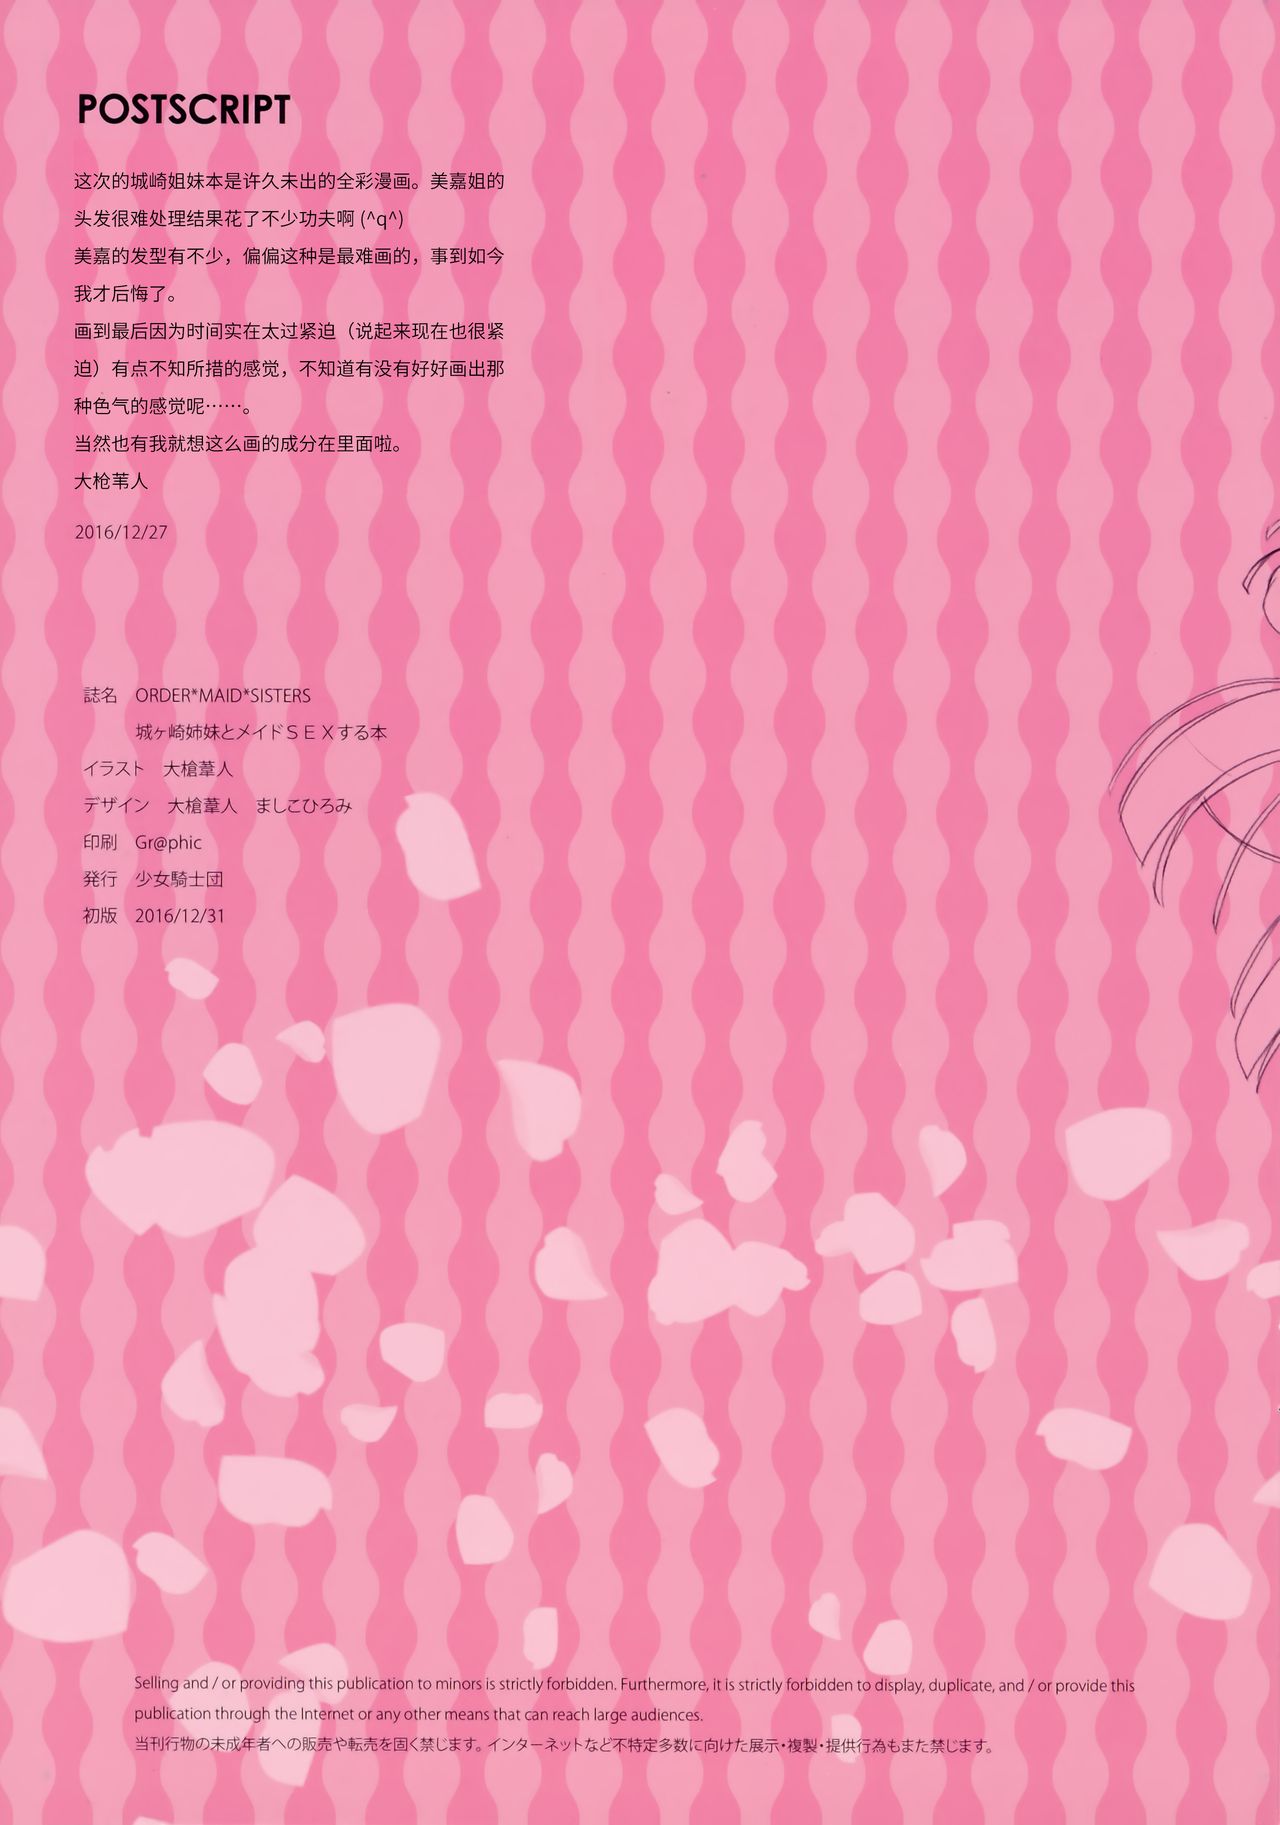 POSTSCRIPT
这次的城崎姐妹本是许久未出的全彩漫画。美嘉姐的
头发很难处理结果花了不少功夫啊 (^q^)
美嘉的发型有不少，偏偏这种是最难画的，事到如今
我才后悔了。
画到最后因为时间实在太过紧迫（说起来现在也很紧
迫）有点不知所措的感觉，不知道有没有好好画出那
种色气的感觉呢……。
当然也有我就想这么画的成分在里面啦。
大枪苇人
2016/12/27
誌名　ORDER*MAID*SISTERS
城ヶ崎姉妹とメイドＳＥＸする本
イラスト　大槍葦人
デザイン　大槍葦人　ましこひろみ
印刷　Gr@phic
発行　少女騎士団
初版　2016/12/31
Selling and / or providing this publication to minors is strictly forbidden. Furthermore, it is strictly forbidden to display, duplicate, and / or provide this
publication through the Internet or any other means that can reach large audiences.
当刊行物の未成年者への販売や転売を固く禁じます。インターネットなど不特定多数に向けた展示・複製・提供行為もまた禁じます。